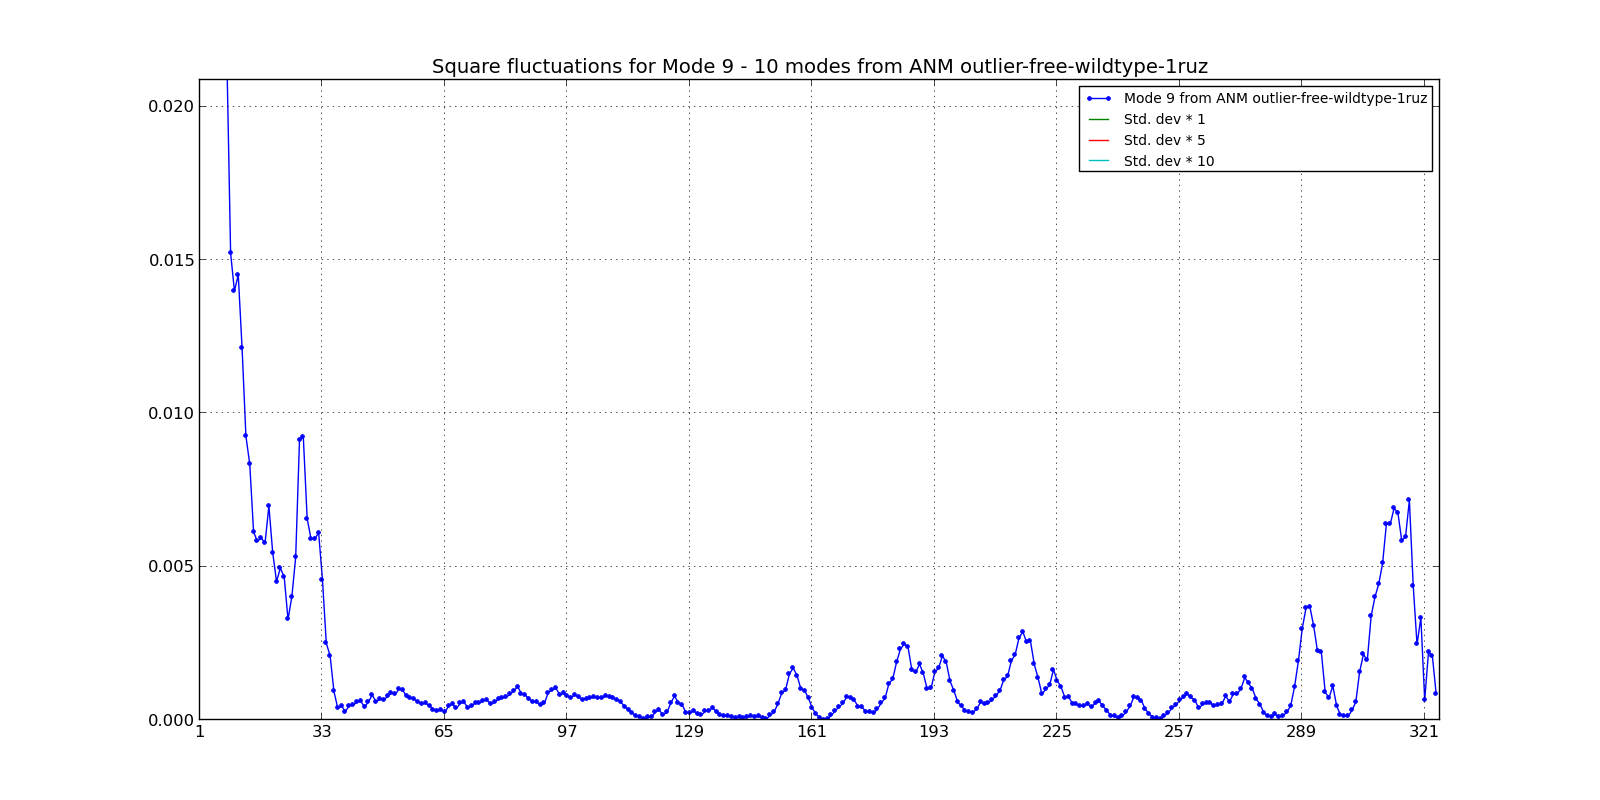 Square fluctuations for Mode 9 - 10 modes from ANM outlier-free-wildtype-1ruz
Mode 9 from ANM outlier-free-wildtype-1ruz
Std. dev * 1
Std. dev * 5
Std. dev * 10
0.020
0.015
0.010
0.005
0.000
1 33 65 97 129 161 193 225 257 289 321